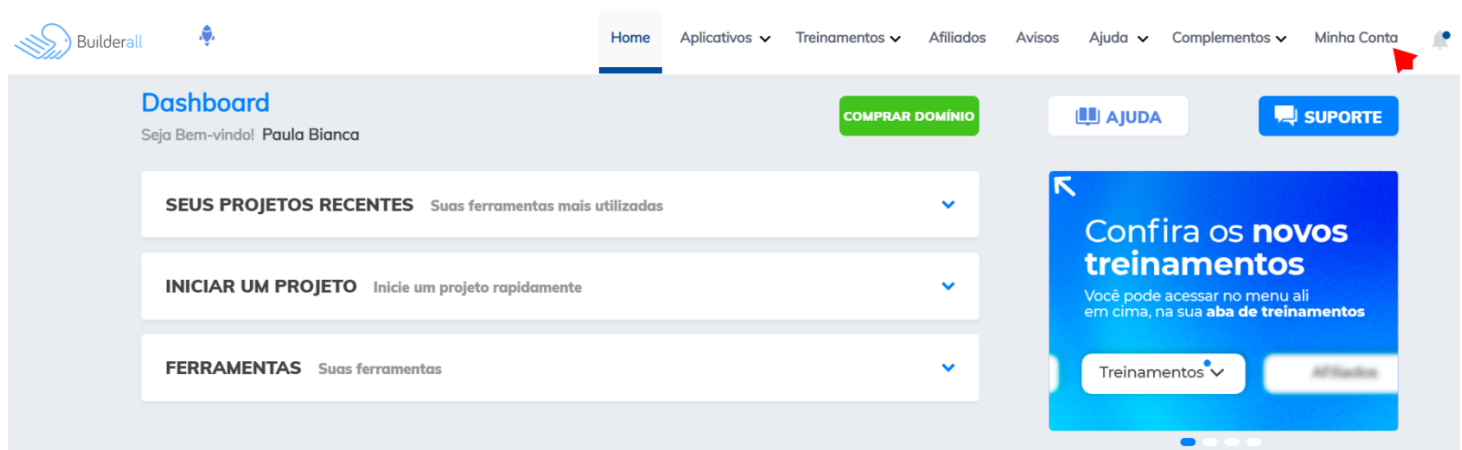 Builderall
Home Aplicativos Treinamentos Afiliados Avisos Ajuda Complementos Minha Conta
Dashboard
Seja Bem-vindo! Paula Bianca
COMPRAR DOMÍNIO
AJUDA
SUPORTE
SEUS PROJETOS RECENTES Suas ferramentas mais utilizadas
INICIAR UM PROJETO Inicie um projeto rapidamente
FERRAMENTAS Suas ferramentas
Confira os novos
treinamentos
Você pode acessar no menu ali
em cima, na sua aba de treinamentos
Treinamentos
Afiliados